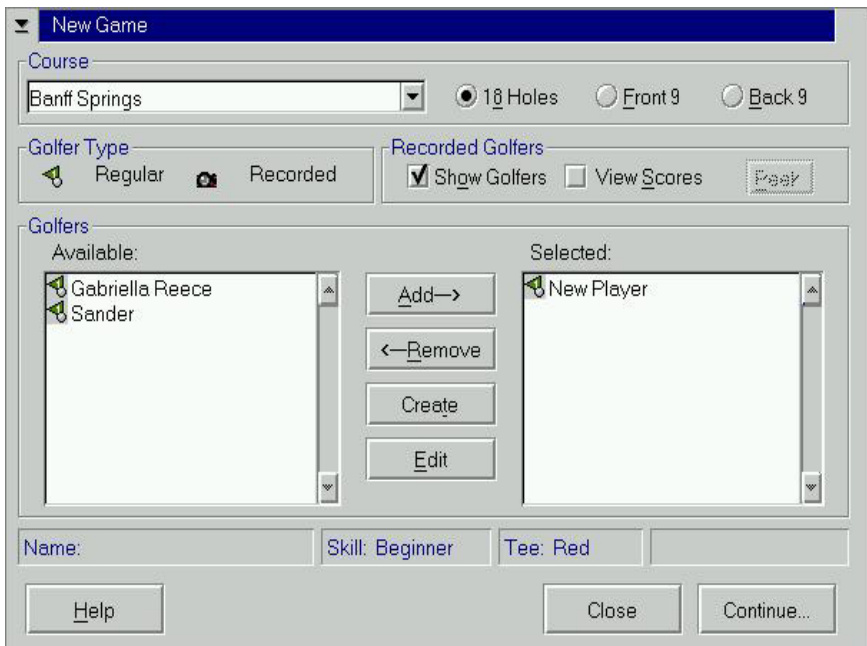 New Game
Course
Banff Springs
18 Holes
Front 9
Back 9
Golfer Type
Regular
Recorded
Recorded Golfers
Show Golfers
View Scores
Peek
Golfers
Available:
Gabriella Reece
Sander
Add-->
<--Remove
Create
Edit
Selected:
New Player
Name:
Skill: Beginner
Tee: Red
Help
Close
Continue...